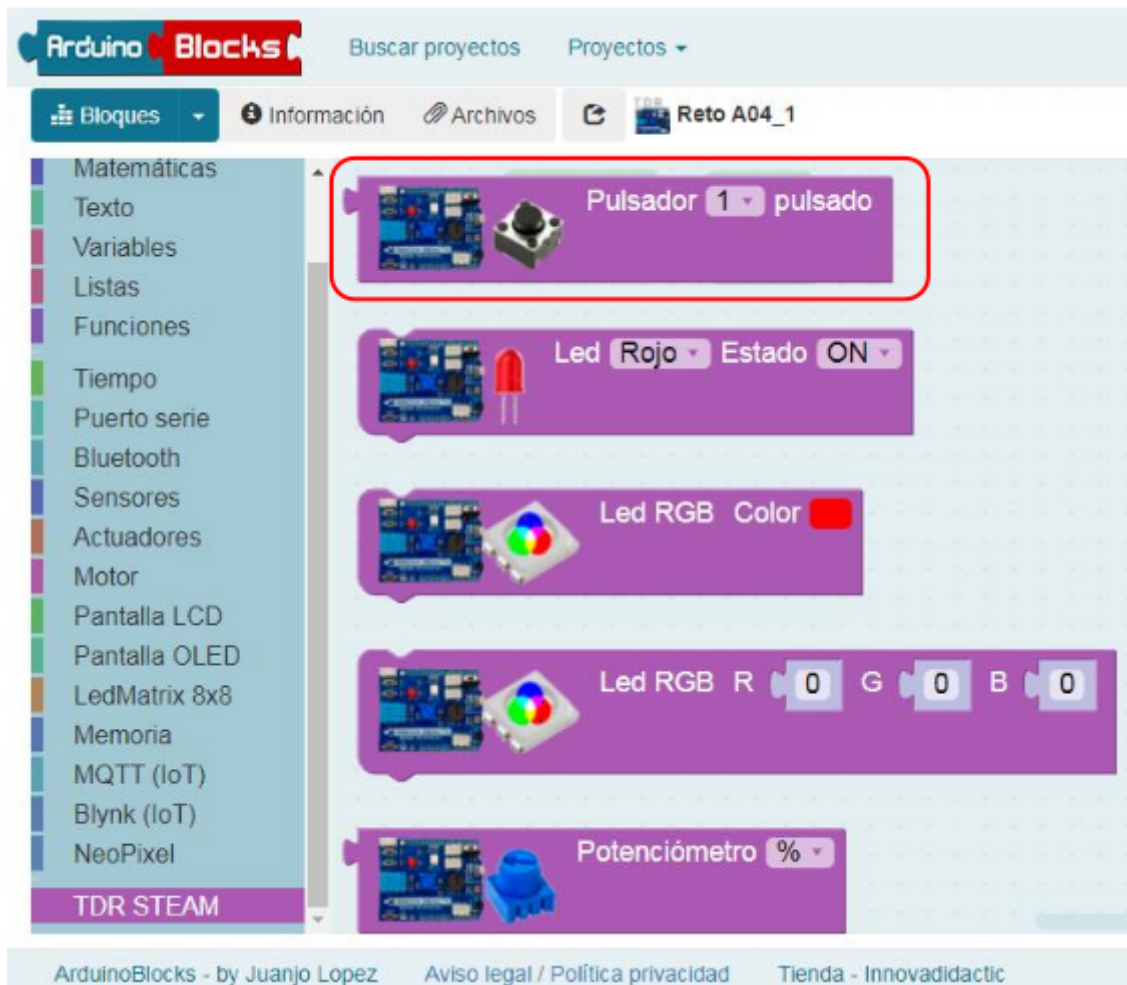 Arduino Blocks Buscar proyectos Proyectos
Bloques Información Archivos TDR Reto A04_1
Matemáticas
Texto
Variables
Listas
Funciones
Tiempo
Puerto serie
Bluetooth
Sensores
Actuadores
Motor
Pantalla LCD
Pantalla OLED
LedMatrix 8x8
Memoria
MQTT (IoT)
Blynk (IoT)
NeoPixel
TDR STEAM
Pulsador 1 pulsado
Led Rojo Estado ON
Led RGB Color
Led RGB R 0 G 0 B 0
Potenciómetro %
ArduinoBlocks - by Juanjo Lopez Aviso legal / Política privacidad Tienda - Innovadidactic